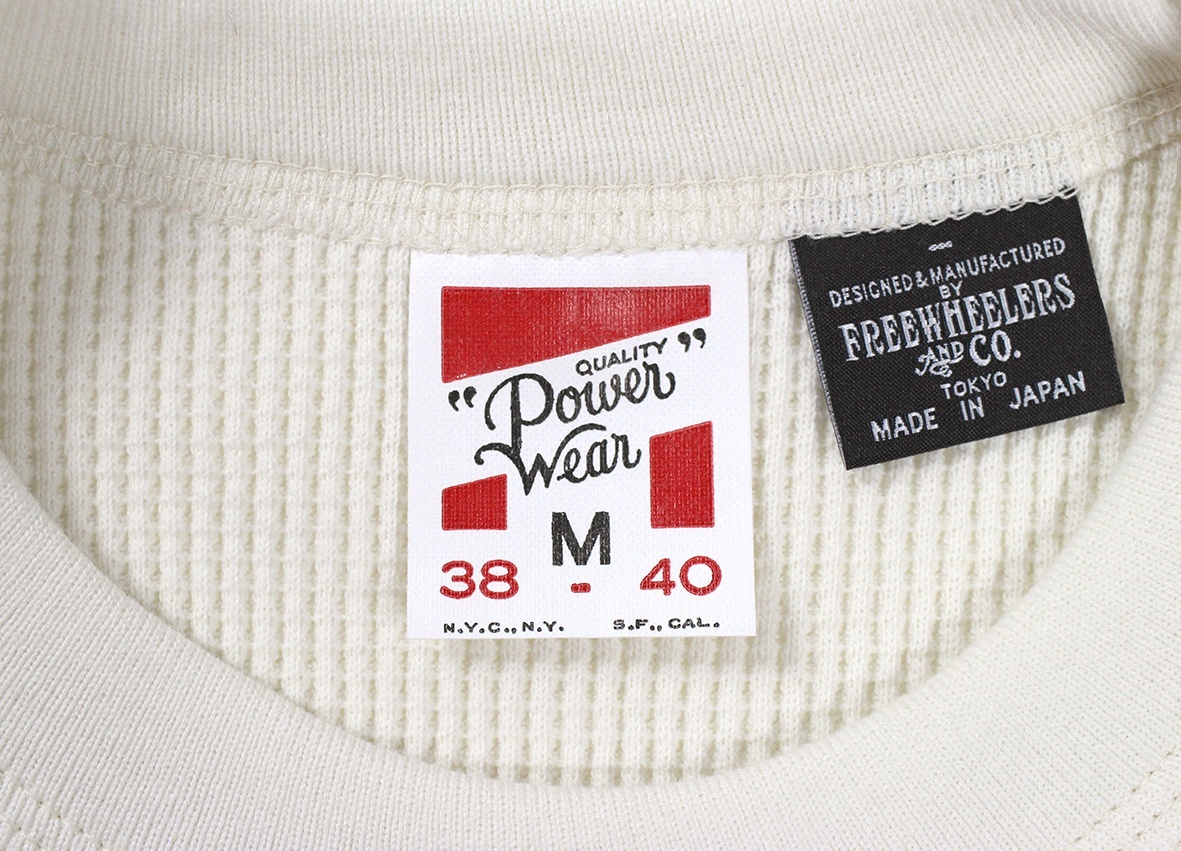 QUALITY
"Power
Wear"
M
38 - 40
N.Y.C., N.Y. S.F., CAL.
DESIGNED & MANUFACTURED
BY
FREEWHEELERS
AND CO.
TOKYO
MADE IN JAPAN